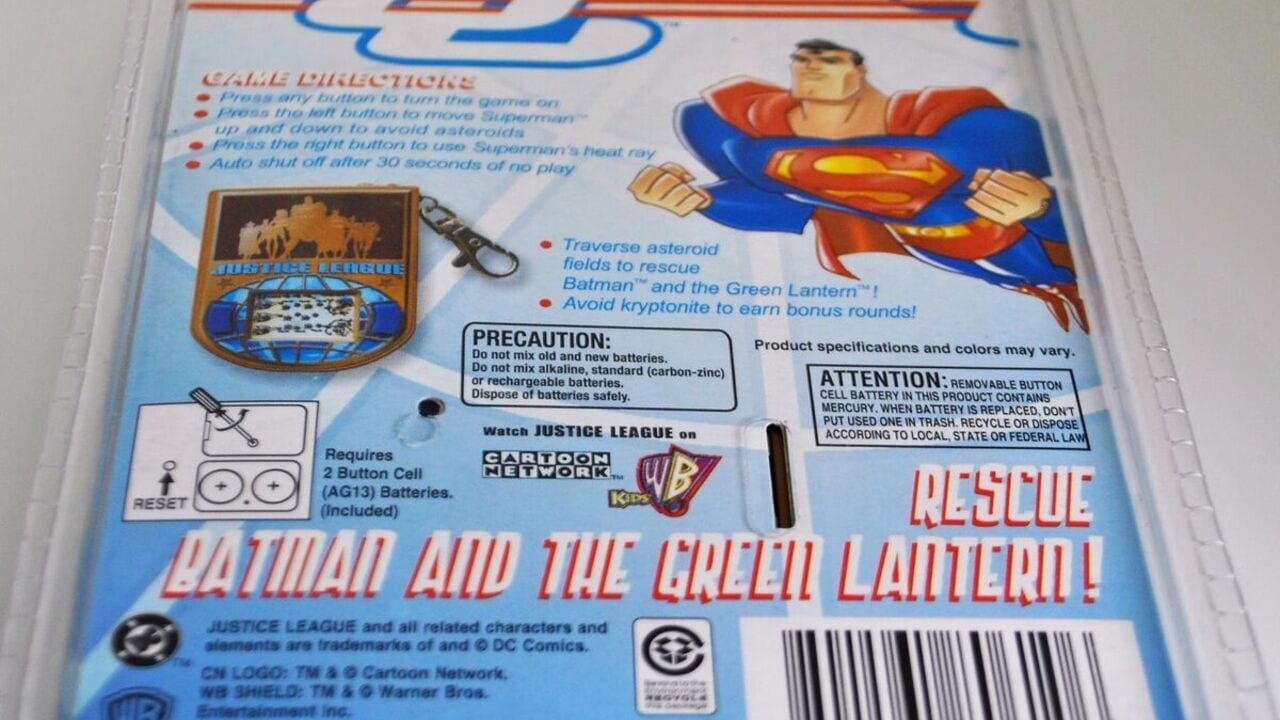 GAME DIRECTIONS
• Press any button to turn the game on
• Press the left button to move Superman™
up and down to avoid asteroids
• Press the right button to use Superman's heat ray
• Auto shut off after 30 seconds of no play
JUSTICE LEAGUE
• Traverse asteroid
fields to rescue
Batman™ and the Green Lantern™!
• Avoid kryptonite to earn bonus rounds!
PRECAUTION:
Do not mix old and new batteries.
Do not mix alkaline, standard (carbon-zinc)
or rechargeable batteries.
Dispose of batteries safely.
Product specifications and colors may vary.
ATTENTION: REMOVABLE BUTTON
CELL BATTERY IN THIS PRODUCT CONTAINS
MERCURY. WHEN BATTERY IS REPLACED, DON'T
PUT USED ONE IN TRASH. RECYCLE OR DISPOSE
ACCORDING TO LOCAL, STATE OR FEDERAL LAW
RESET
Requires
2 Button Cell
(AG13) Batteries.
(Included)
Watch JUSTICE LEAGUE on
CARTOON
NETWORK™
KIDS WB
RESCUE
BATMAN AND THE GREEN LANTERN!
DC
JUSTICE LEAGUE and all related characters and
elements are trademarks of and © DC Comics.
CN LOGO: TM & © Cartoon Network.
WB SHIELD: TM & © Warner Bros.
Entertainment Inc.
WB
RECYCLE
this package